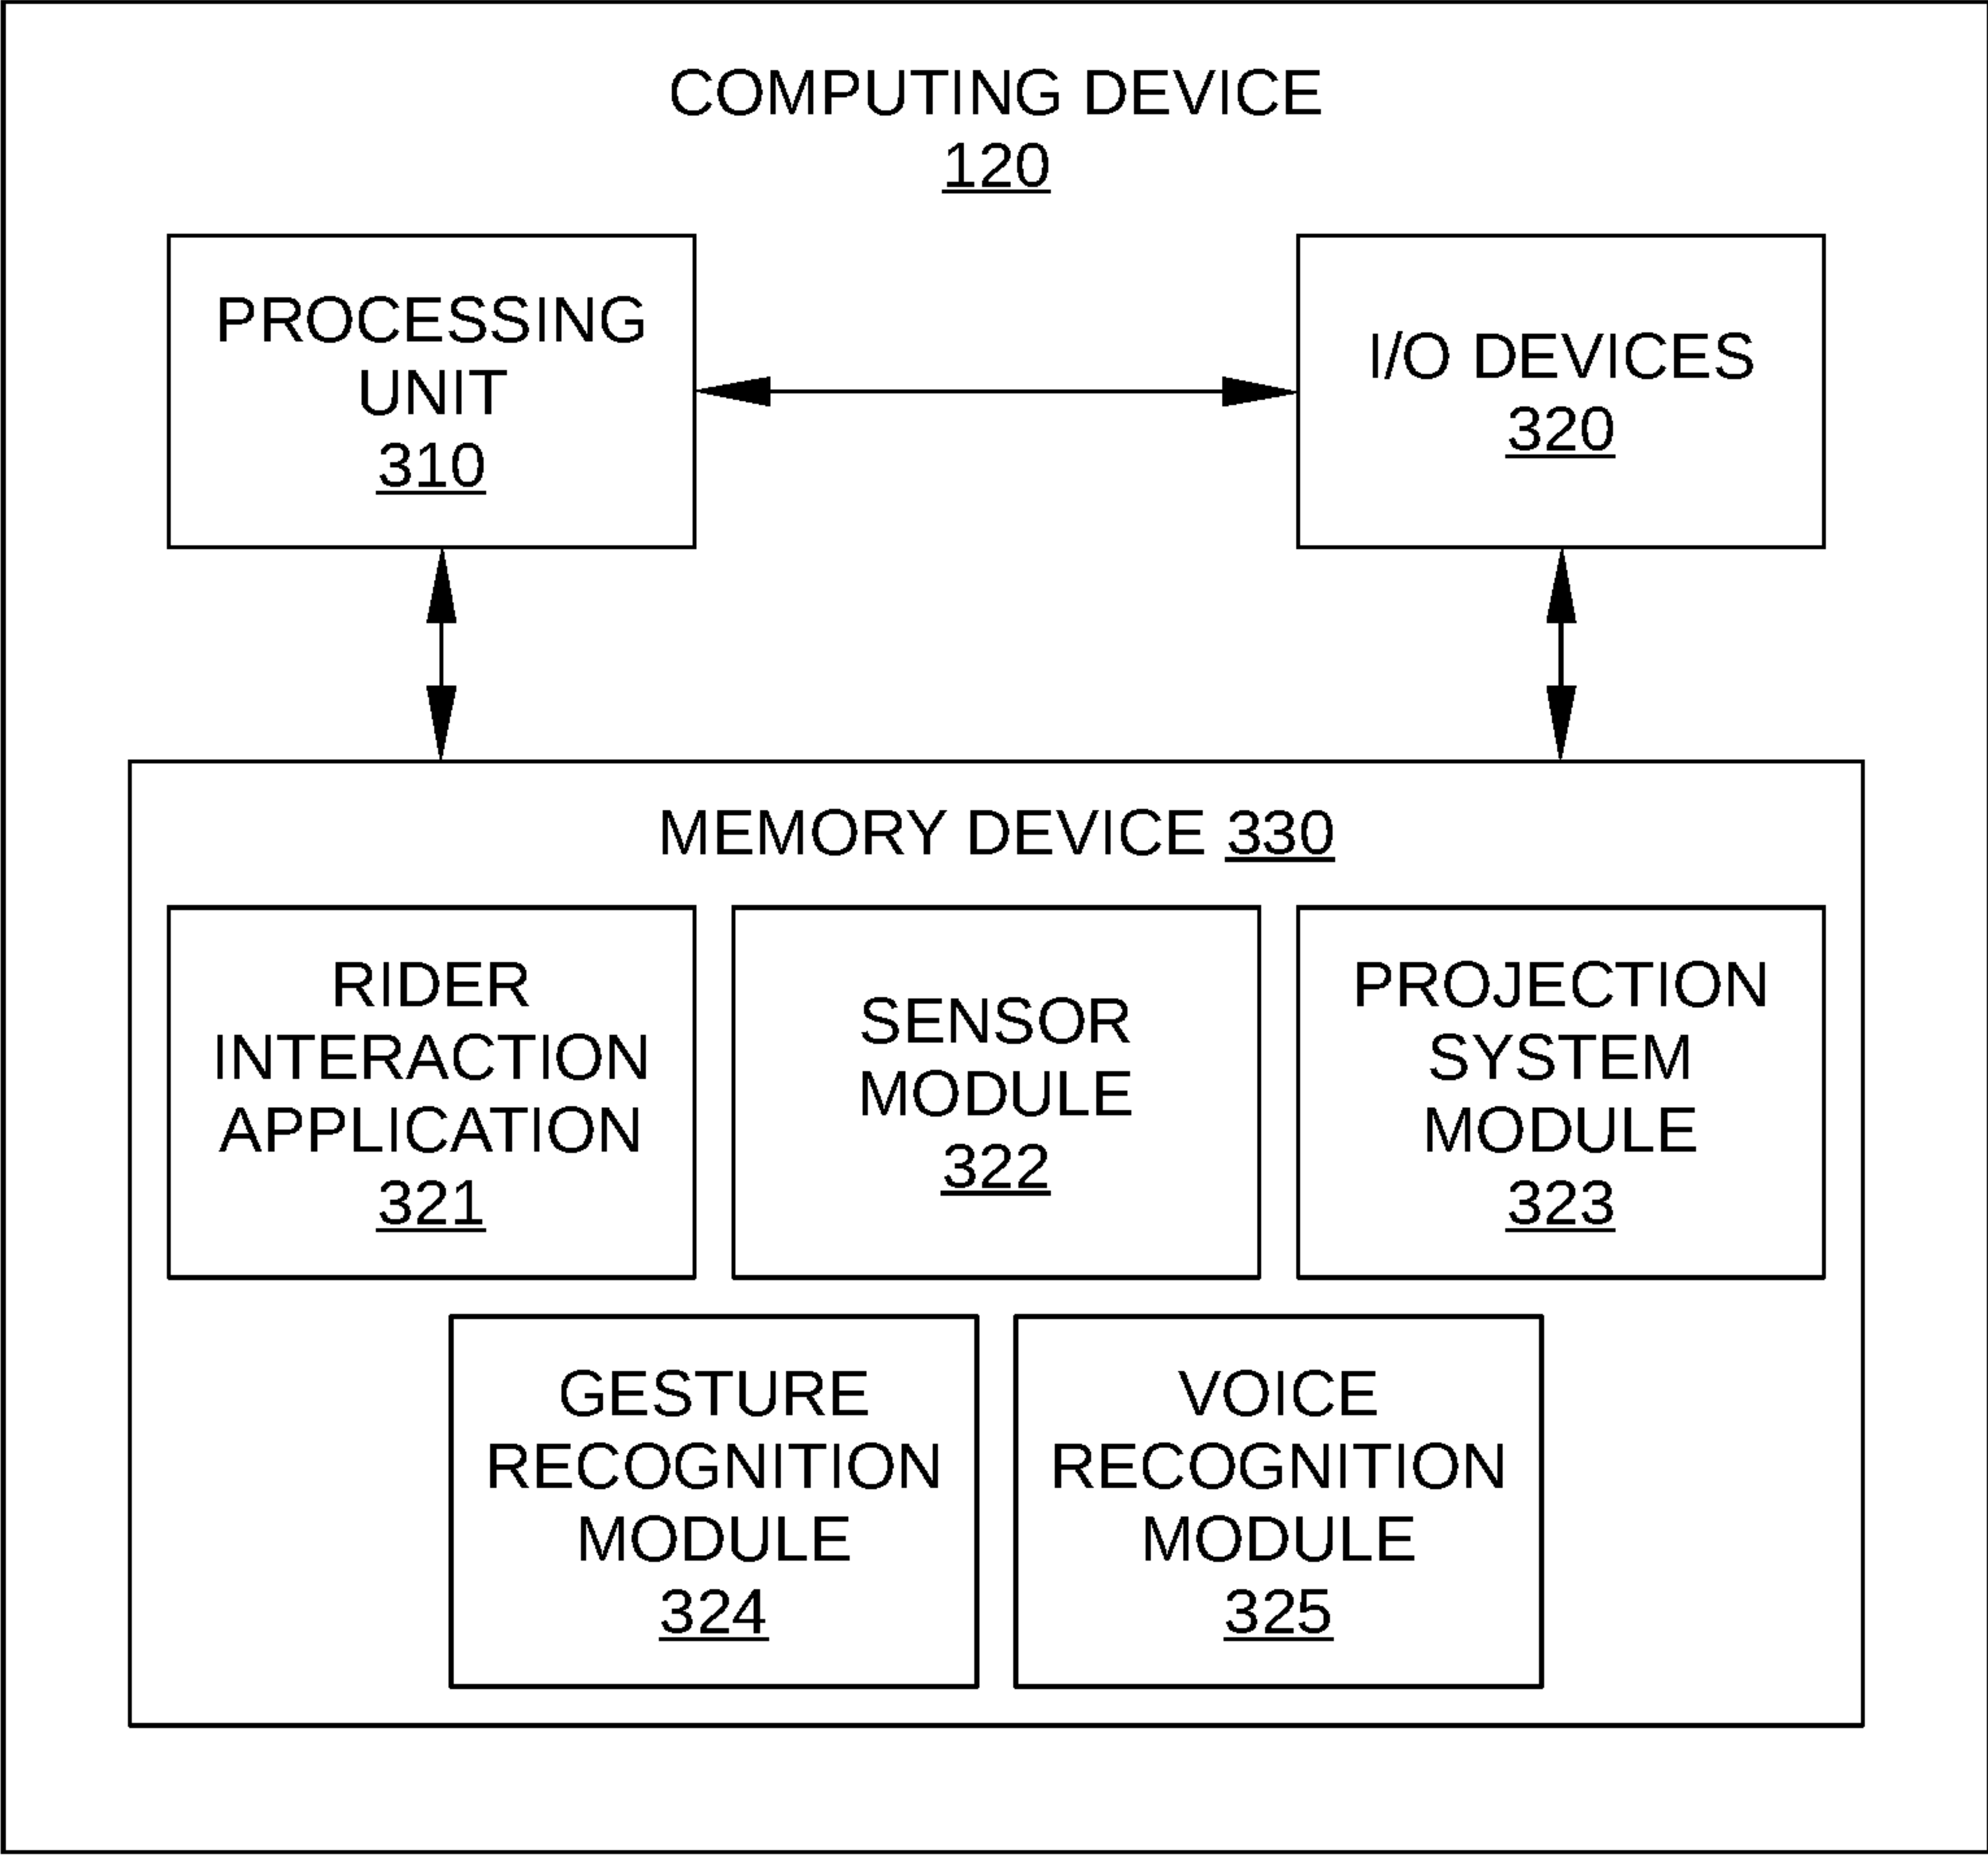 COMPUTING DEVICE
120
PROCESSING
UNIT
310
I/O DEVICES
320
MEMORY DEVICE 330
RIDER
INTERACTION
APPLICATION
321
SENSOR
MODULE
322
PROJECTION
SYSTEM
MODULE
323
GESTURE
RECOGNITION
MODULE
324
VOICE
RECOGNITION
MODULE
325